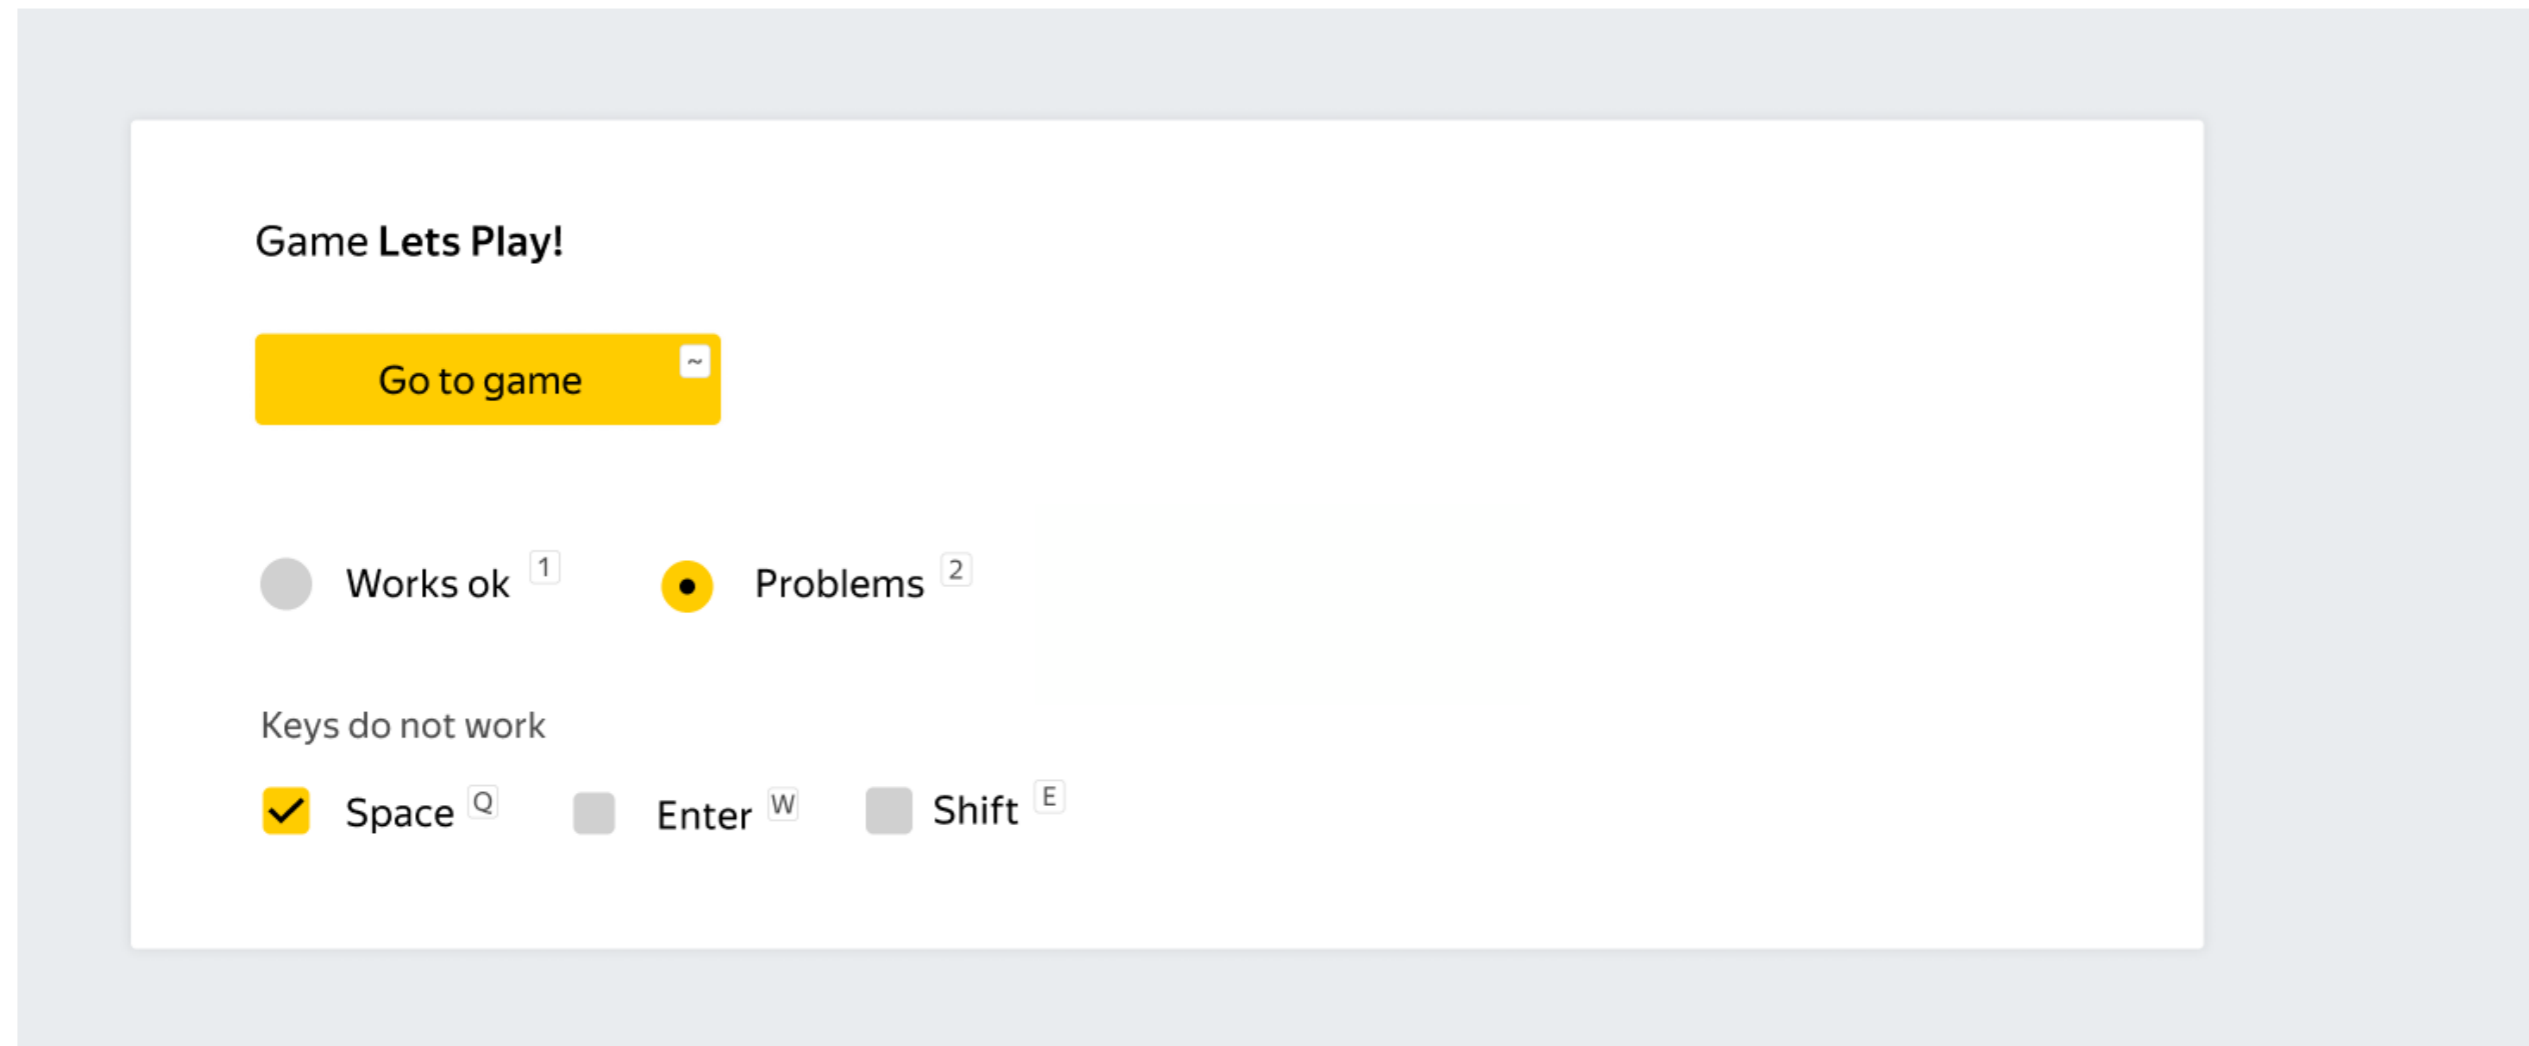 Game Lets Play!
Go to game ~
Works ok 1 Problems 2
Keys do not work
Space Q Enter W Shift E